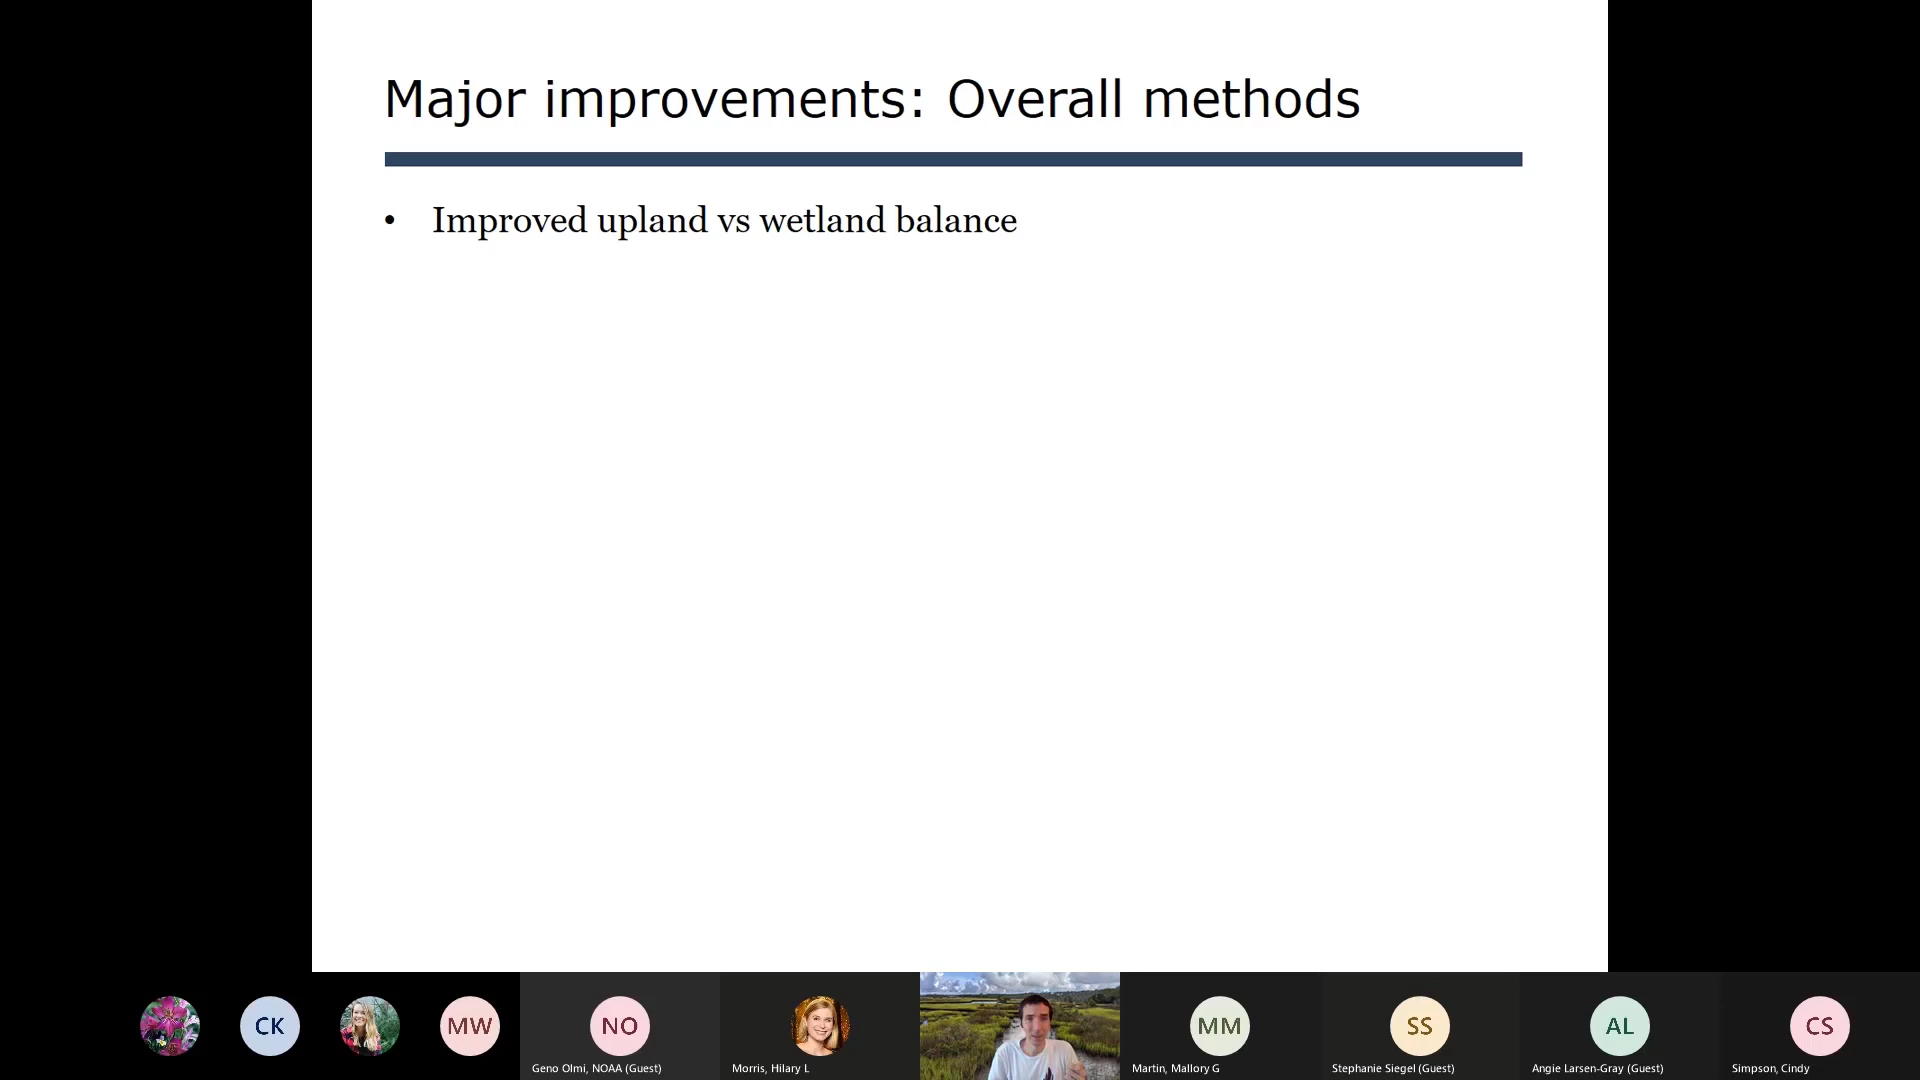 Major improvements: Overall methods
• Improved upland vs wetland balance
CK
MW
NO
MM
SS
AL
CS
Geno Olmi, NOAA (Guest)
Morris, Hilary L
Martin, Mallory G
Stephanie Siegel (Guest)
Angie Larsen-Gray (Guest)
Simpson, Cindy